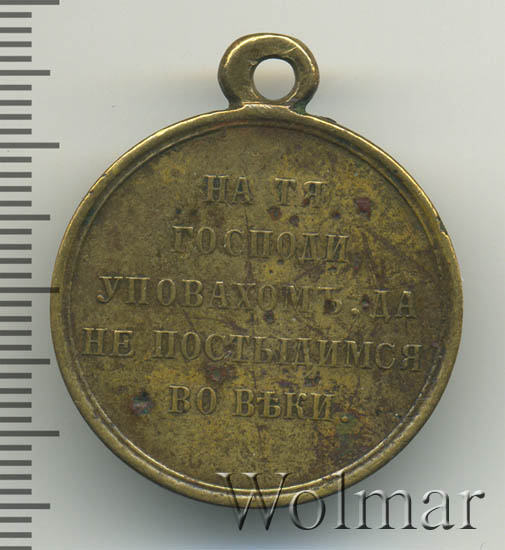 НА ТЯ
ГОСПОДИ
УПОВАХОМЪ. ДА
НЕ ПОСТЫДИМСЯ
ВО ВѢКИ.
Wolmar